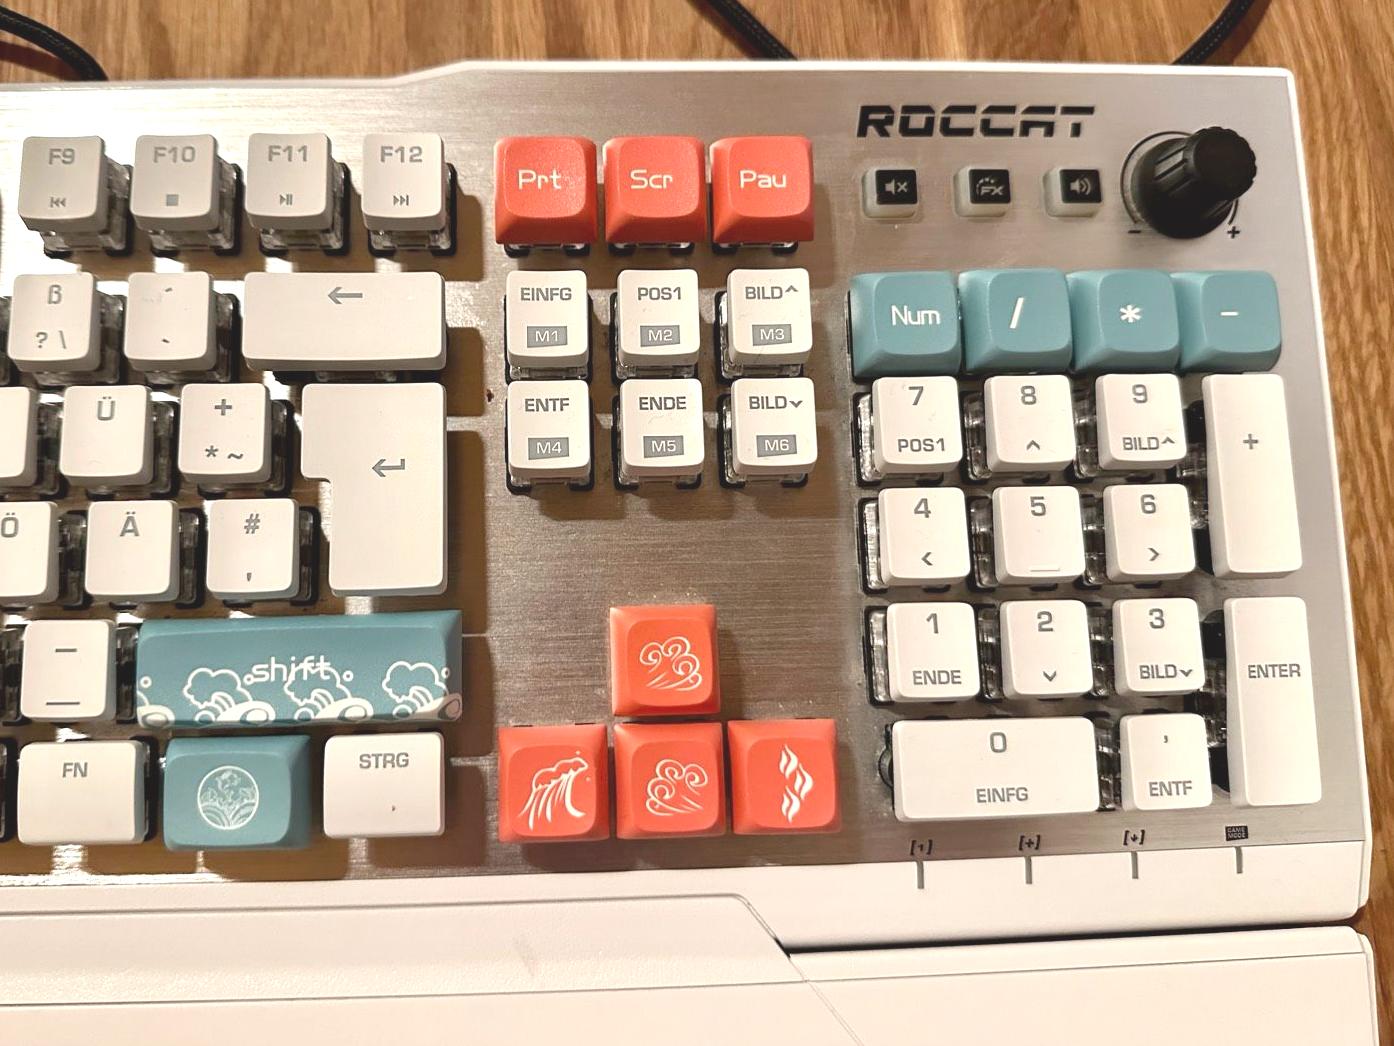 ROCCAT
F9
F10
F11
F12
Prt
Scr
Pau
FX
- +
ß
? \
´
`
←
EINFG
M1
POS1
M2
BILD^
M3
Num
/
*
-
Ü
+
* ~
↵
ENTF
M4
ENDE
M5
BILD⌄
M6
7
POS1
8
^
9
BILD^
+
Ö
Ä
#
'
4
<
5
_
6
>
–
_
shift
1
ENDE
2
⌄
3
BILD⌄
ENTER
FN
STRG
0
EINFG
,
ENTF
[1]
[+]
[↓]
GAME
MODE